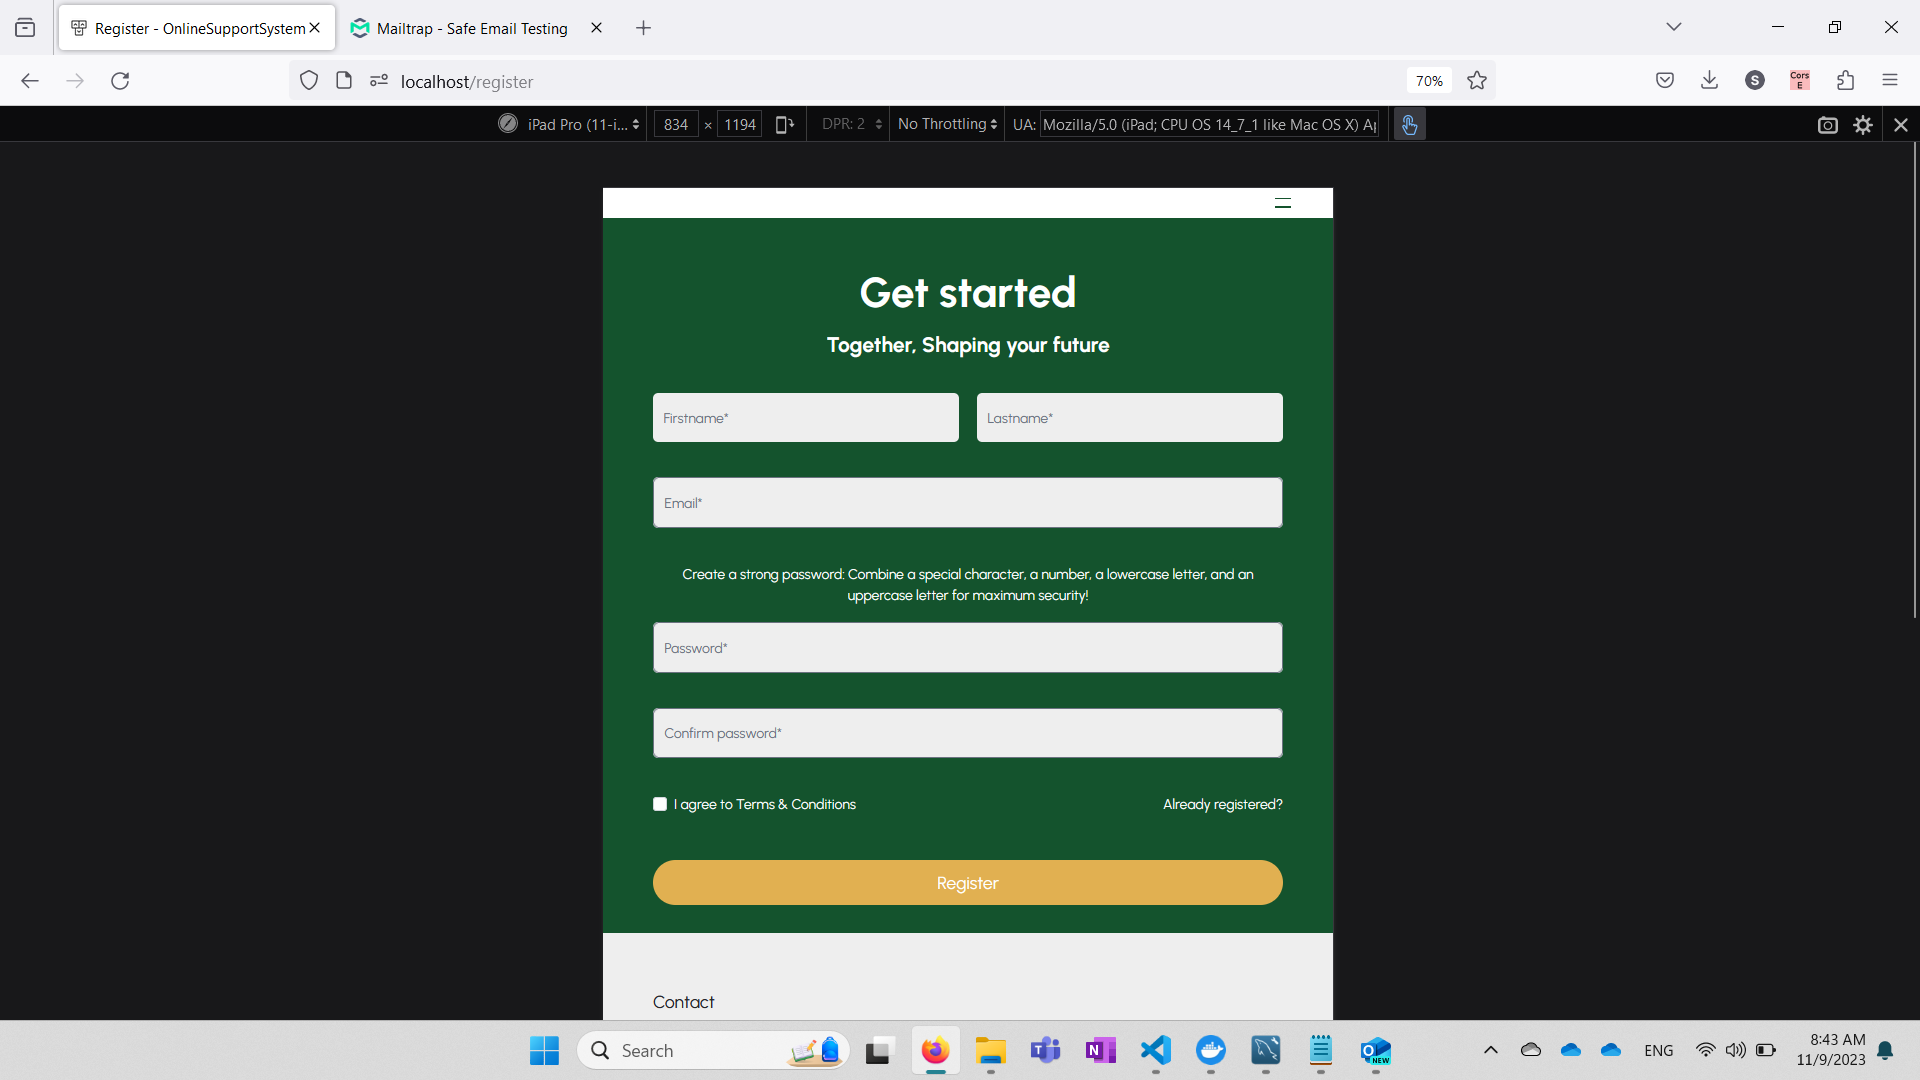 Register - OnlineSupportSystem
Mailtrap - Safe Email Testing
localhost/register
70%
S
Cors
E
iPad Pro (11-i...
834 × 1194
DPR: 2
No Throttling
UA: Mozilla/5.0 (iPad; CPU OS 14_7_1 like Mac OS X) Ap
Get started
Together, Shaping your future
Firstname*
Lastname*
Email*
Create a strong password: Combine a special character, a number, a lowercase letter, and an
uppercase letter for maximum security!
Password*
Confirm password*
I agree to Terms & Conditions
Already registered?
Register
Contact
Search
NEW
ENG
8:43 AM
11/9/2023